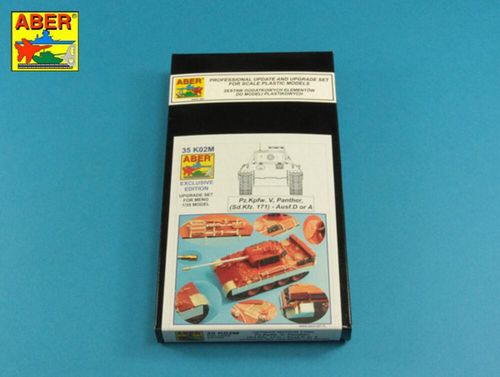 ABER
ABER
PROFESSIONAL UPDATE AND UPGRADE SET
FOR SCALE PLASTIC MODELS
ZESTAW DODATKOWYCH ELEMENTÓW
DO MODELI PLASTIKOWYCH
35 K02M
ABER
EXCLUSIVE
EDITION
UPGRADE SET
FOR MENG
1/35 MODEL
Pz.Kpfw. V, Panther,
(Sd.Kfz. 171) - Ausf.D or A
35 K02M